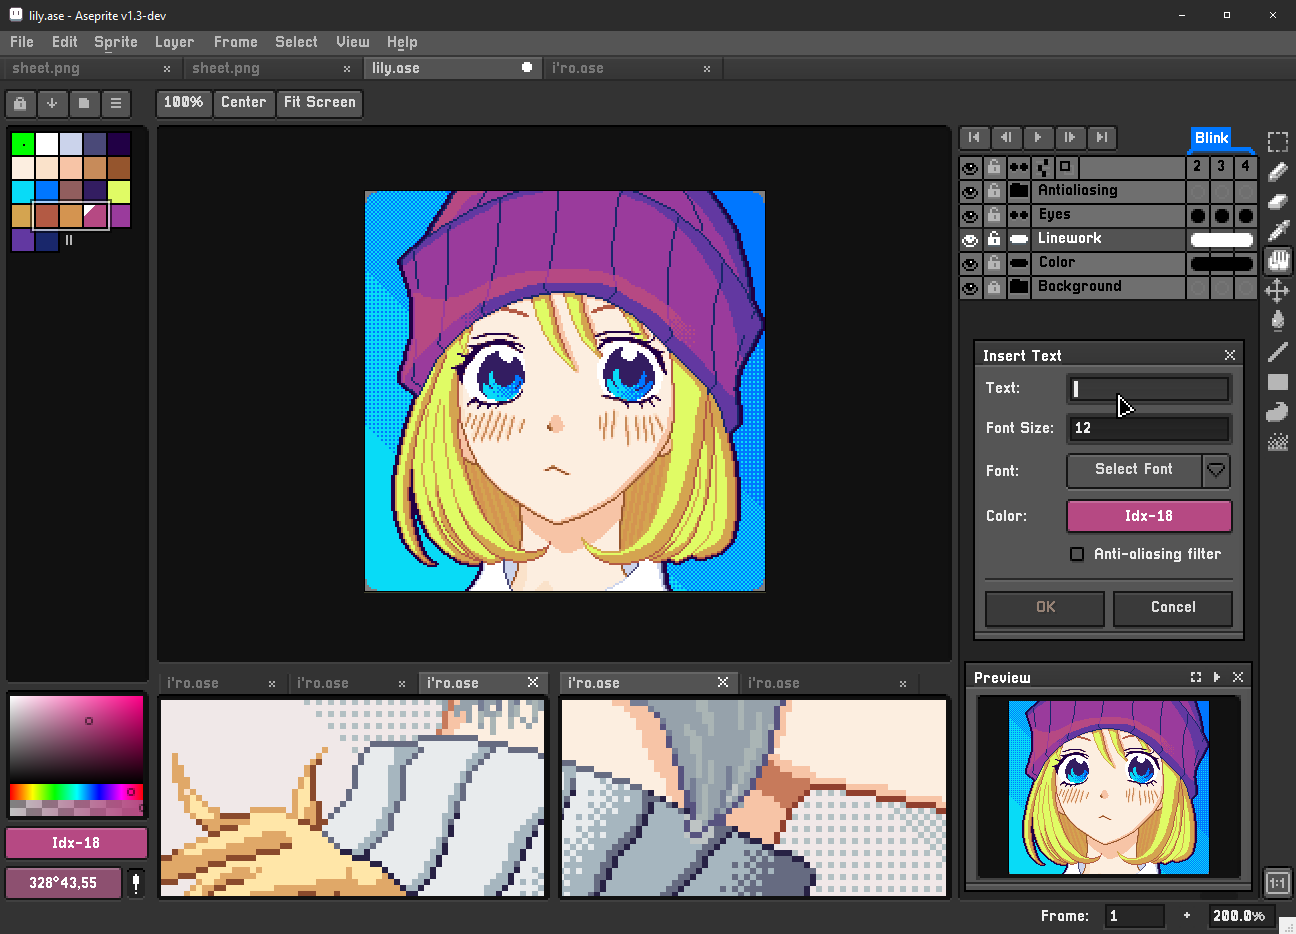 lily.ase - Aseprite v1.3-dev
File Edit Sprite Layer Frame Select View Help
sheet.png sheet.png lily.ase i'ro.ase
100% Center Fit Screen
Blink
2 3 4
Antialiasing
Eyes
Linework
Color
Background
Insert Text
Text:
Font Size: 12
Font: Select Font
Color: Idx-18
Anti-aliasing filter
OK Cancel
i'ro.ase i'ro.ase i'ro.ase i'ro.ase i'ro.ase
Preview
Idx-18
328°43,55
1:1
Frame: 1 + 200.0%